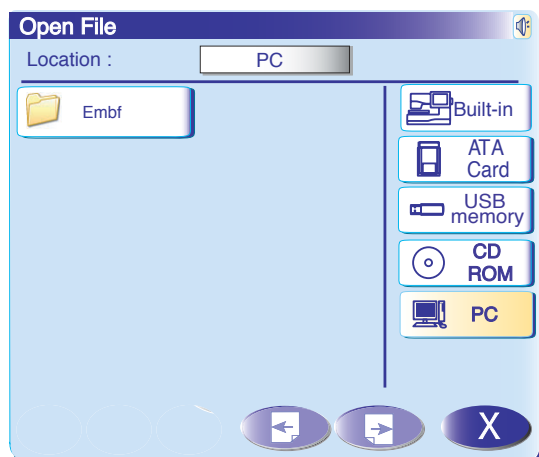 Open File
Location :
PC
Embf
Built-in
ATA
Card
USB
memory
CD
ROM
PC
X